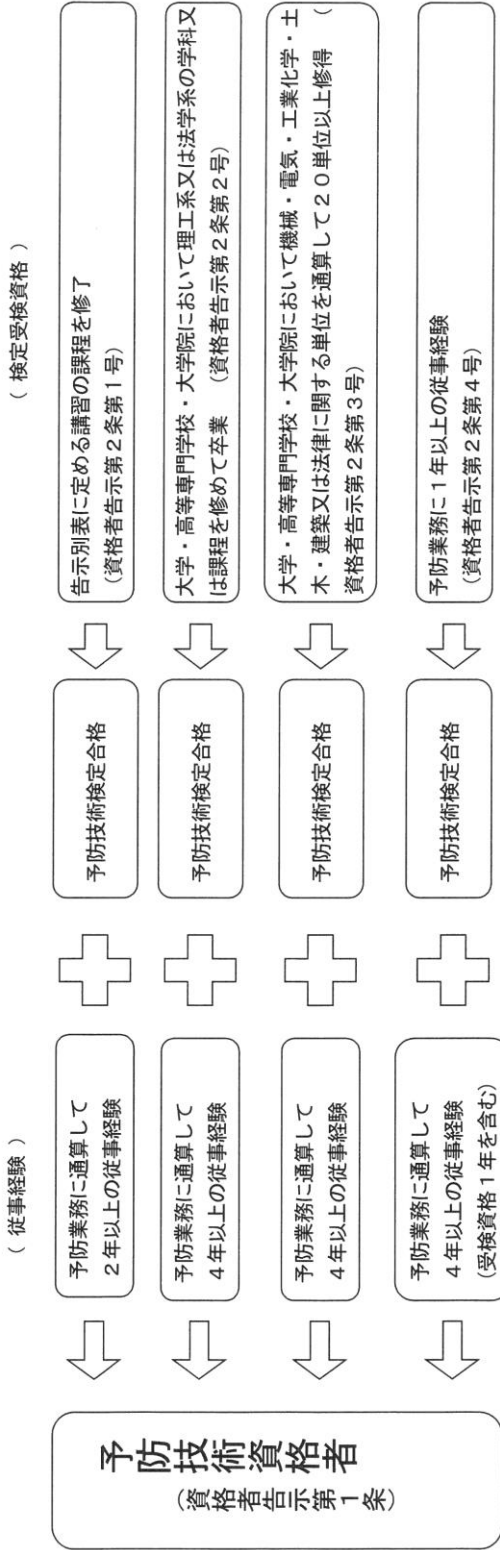 （ 検定受検資格 ）
告示別表に定める講習の課程を修了
（資格者告示第２条第１号）
大学・高等専門学校・大学院において理工系又は法学系の学科又
は課程を修めて卒業　（資格者告示第２条第２号）
大学・高等専門学校・大学院において機械・電気・工業化学・土
木・建築又は法律に関する単位を通算して２０単位以上修得　（
資格者告示第２条第３号）
予防業務に１年以上の従事経験
（資格者告示第２条第４号）
予防技術検定合格
予防技術検定合格
予防技術検定合格
予防技術検定合格
（ 従事経験 ）
予防業務に通算して
２年以上の従事経験
予防業務に通算して
４年以上の従事経験
予防業務に通算して
４年以上の従事経験
予防業務に通算して
４年以上の従事経験
（受検資格１年を含む）
予防技術資格者
（資格者告示第１条）